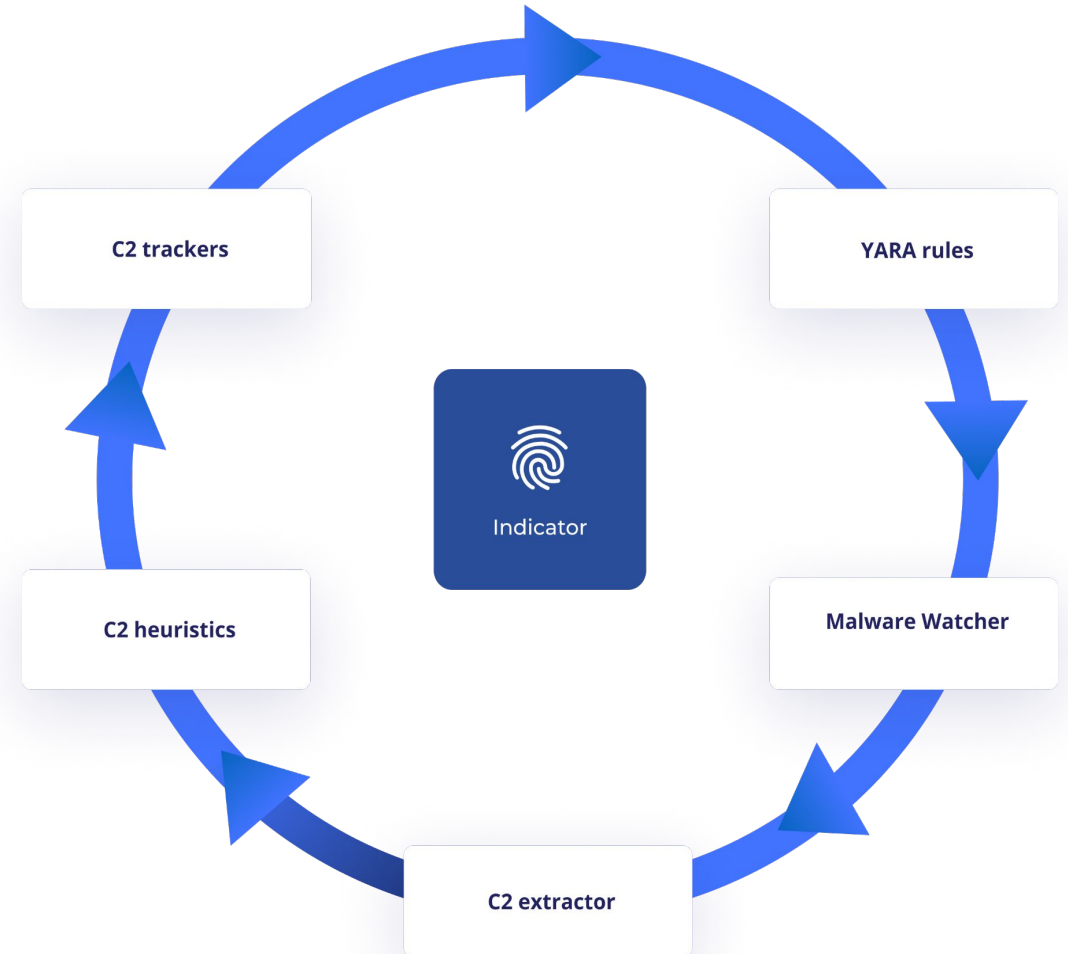 C2 trackers
YARA rules
Indicator
C2 heuristics
Malware Watcher
C2 extractor